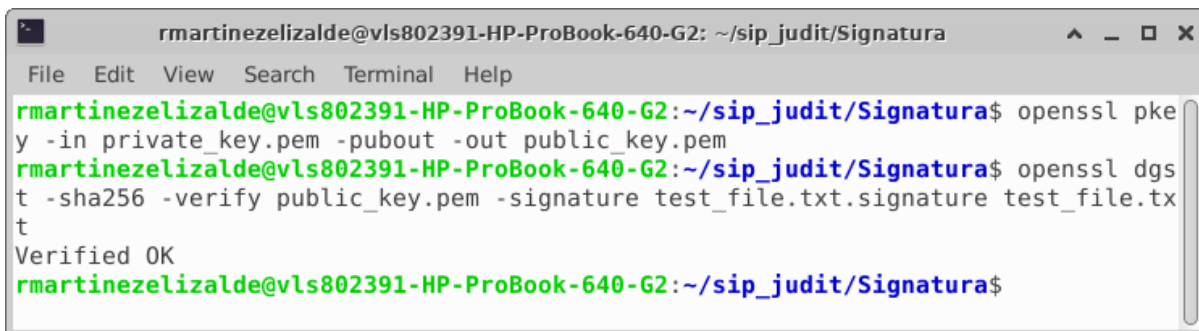 rmartinezelizalde@vls802391-HP-ProBook-640-G2: ~/sip_judit/Signatura
File Edit View Search Terminal Help
rmartinezelizalde@vls802391-HP-ProBook-640-G2:~/sip_judit/Signatura$ openssl pke
y -in private_key.pem -pubout -out public_key.pem
rmartinezelizalde@vls802391-HP-ProBook-640-G2:~/sip_judit/Signatura$ openssl dgs
t -sha256 -verify public_key.pem -signature test_file.txt.signature test_file.tx
t
Verified OK
rmartinezelizalde@vls802391-HP-ProBook-640-G2:~/sip_judit/Signatura$